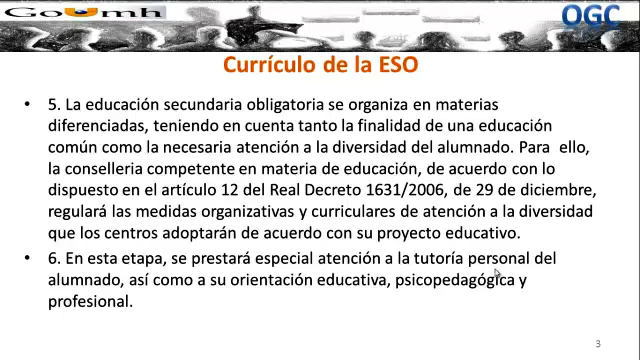 GoUmh
OGC
Currículo de la ESO
• 5. La educación secundaria obligatoria se organiza en materias
diferenciadas, teniendo en cuenta tanto la finalidad de una educación
común como la necesaria atención a la diversidad del alumnado. Para ello,
la conselleria competente en materia de educación, de acuerdo con lo
dispuesto en el artículo 12 del Real Decreto 1631/2006, de 29 de diciembre,
regulará las medidas organizativas y curriculares de atención a la diversidad
que los centros adoptarán de acuerdo con su proyecto educativo.
• 6. En esta etapa, se prestará especial atención a la tutoría personal del
alumnado, así como a su orientación educativa, psicopedagógica y
profesional.
3